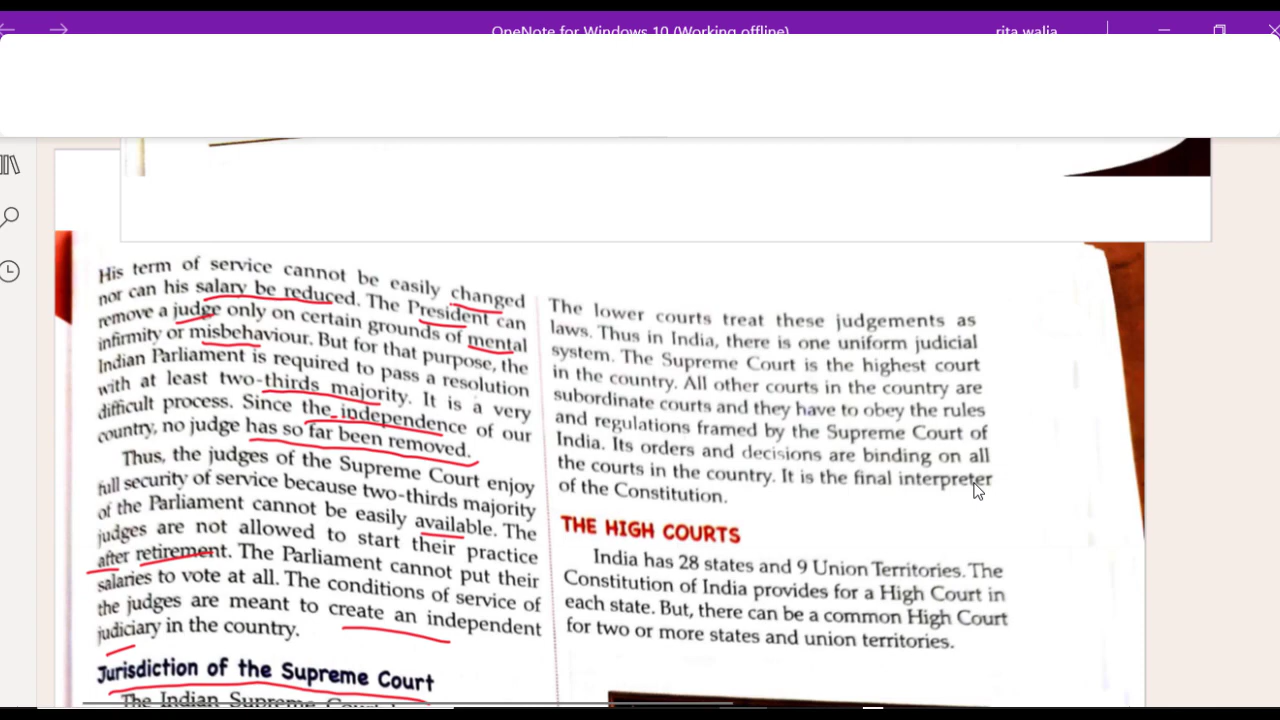 OneNote for Windows 10 (Working offline)
rita walia
His term of service cannot be easily changed
nor can his salary be reduced. The President can
remove a judge only on certain grounds of mental
infirmity or misbehaviour. But for that purpose, the
Indian Parliament is required to pass a resolution
with at least two-thirds majority. It is a very
difficult process. Since the independence of our
country, no judge has so far been removed.
Thus, the judges of the Supreme Court enjoy
full security of service because two-thirds majority
of the Parliament cannot be easily available. The
judges are not allowed to start their practice
after retirement. The Parliament cannot put their
salaries to vote at all. The conditions of service of
the judges are meant to create an independent
judiciary in the country.
Jurisdiction of the Supreme Court
The Indian Supreme
The lower courts treat these judgements as
laws. Thus in India, there is one uniform judicial
system. The Supreme Court is the highest court
in the country. All other courts in the country are
subordinate courts and they have to obey the rules
and regulations framed by the Supreme Court of
India. Its orders and decisions are binding on all
the courts in the country. It is the final interpreter
of the Constitution.
THE HIGH COURTS
India has 28 states and 9 Union Territories. The
Constitution of India provides for a High Court in
each state. But, there can be a common High Court
for two or more states and union territories.